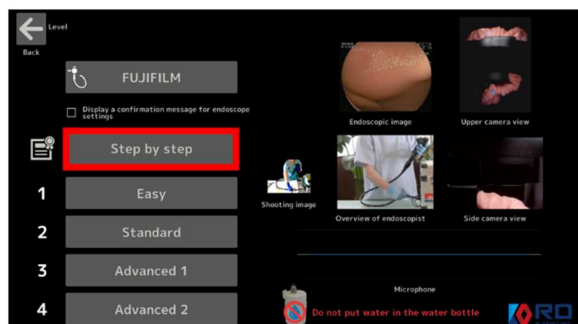 Level
Back
FUJIFILM
Display a confirmation message for endoscope
settings
Step by step
1
Easy
2
Standard
3
Advanced 1
4
Advanced 2
Endoscopic image
Upper camera view
Shooting image
Overview of endoscopist
Side camera view
Microphone
Do not put water in the water bottle